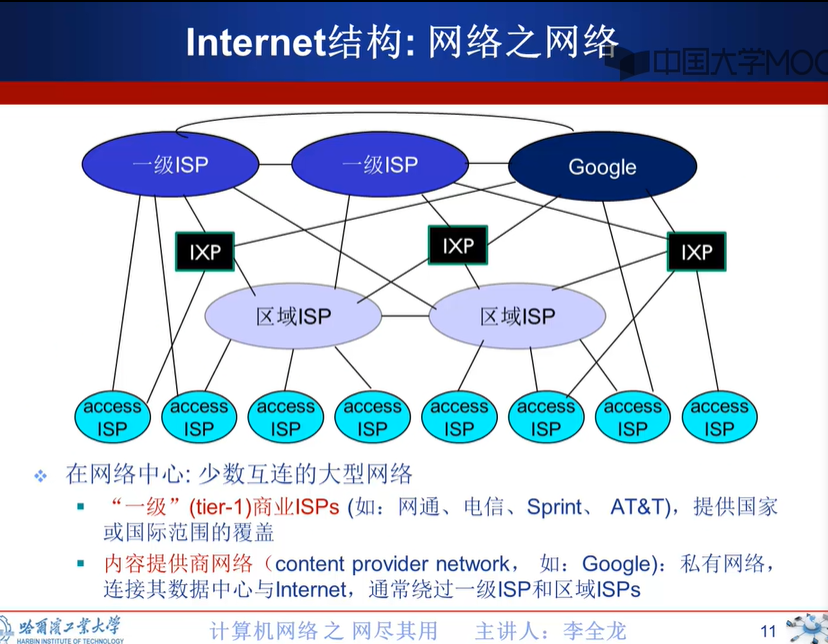 Internet结构: 网络之网络
中国大学MOO
一级ISP
一级ISP
Google
IXP
IXP
IXP
区域ISP
区域ISP
access
ISP
access
ISP
access
ISP
access
ISP
access
ISP
access
ISP
access
ISP
access
ISP
在网络中心: 少数互连的大型网络
“一级”(tier-1)商业ISPs (如：网通、电信、Sprint、 AT&T)，提供国家
或国际范围的覆盖
内容提供商网络（content provider network， 如：Google)：私有网络，
连接其数据中心与Internet，通常绕过一级ISP和区域ISPs
哈尔滨工业大学
HARBIN INSTITUTE OF TECHNOLOGY
计算机网络 之 网尽其用 主讲人：李全龙
11